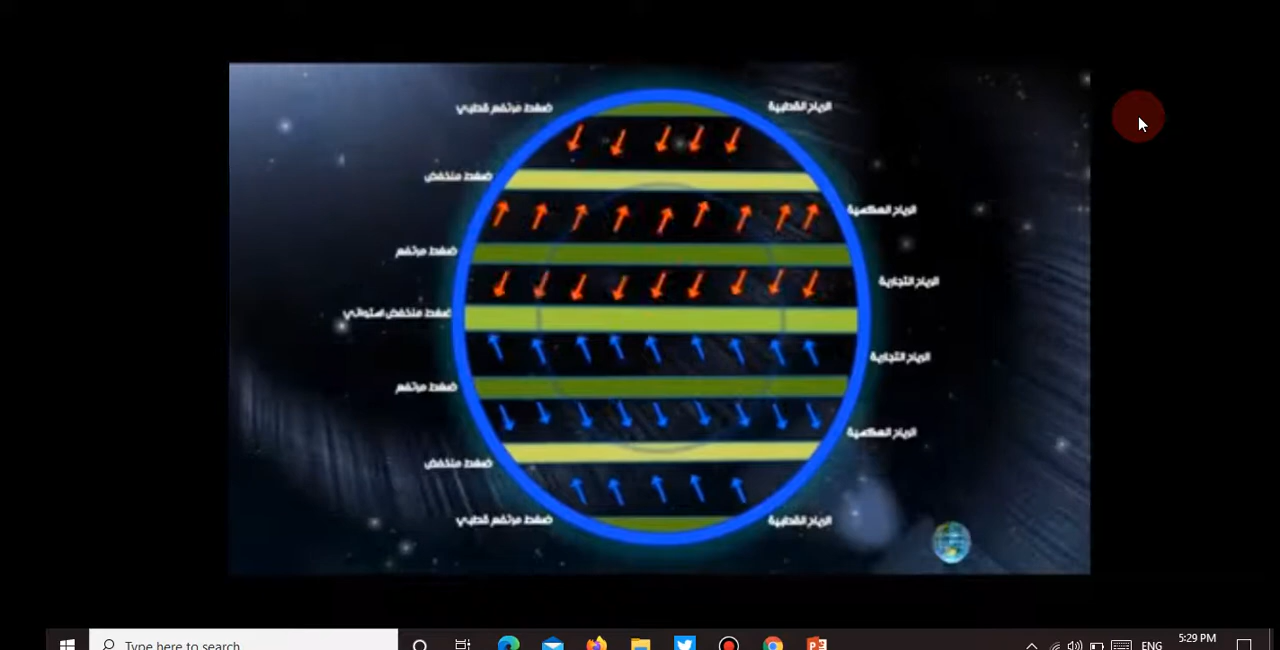 ضغط مرتفع قطبي
الرياح القطبية
ضغط منخفض
الرياح العكسية
ضغط مرتفع
الرياح التجارية
ضغط منخفض استوائي
الرياح التجارية
ضغط مرتفع
الرياح العكسية
ضغط منخفض
ضغط مرتفع قطبي
الرياح القطبية
Type here to search
ENG
5:29 PM